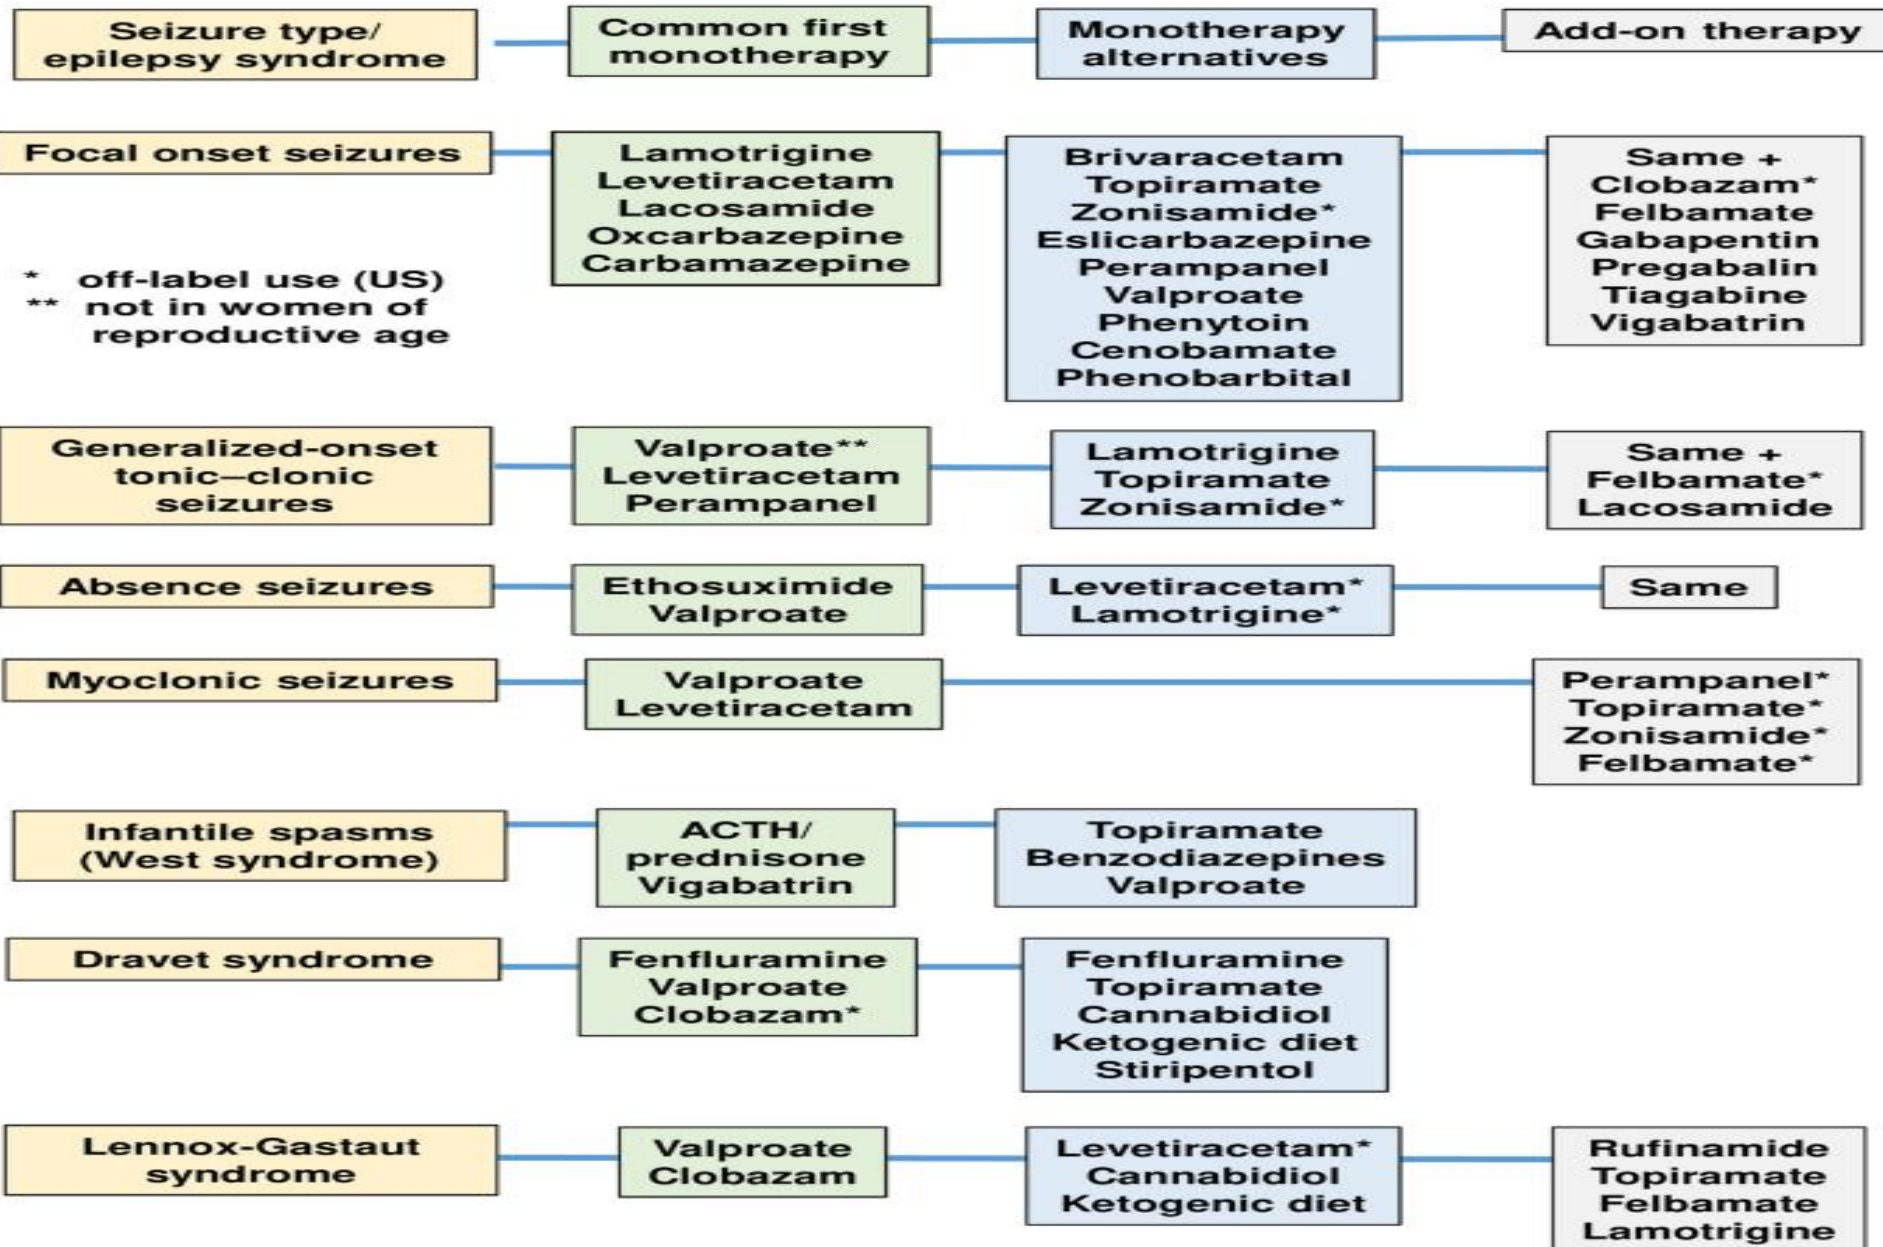 Seizure type/
epilepsy syndrome
Common first
monotherapy
Monotherapy
alternatives
Add-on therapy
Focal onset seizures
Lamotrigine
Levetiracetam
Lacosamide
Oxcarbazepine
Carbamazepine
Brivaracetam
Topiramate
Zonisamide*
Eslicarbazepine
Perampanel
Valproate
Phenytoin
Cenobamate
Phenobarbital
Same +
Clobazam*
Felbamate
Gabapentin
Pregabalin
Tiagabine
Vigabatrin
* off-label use (US)
** not in women of
reproductive age
Generalized-onset
tonic–clonic
seizures
Valproate**
Levetiracetam
Perampanel
Lamotrigine
Topiramate
Zonisamide*
Same +
Felbamate*
Lacosamide
Absence seizures
Ethosuximide
Valproate
Levetiracetam*
Lamotrigine*
Same
Myoclonic seizures
Valproate
Levetiracetam
Perampanel*
Topiramate*
Zonisamide*
Felbamate*
Infantile spasms
(West syndrome)
ACTH/
prednisone
Vigabatrin
Topiramate
Benzodiazepines
Valproate
Dravet syndrome
Fenfluramine
Valproate
Clobazam*
Fenfluramine
Topiramate
Cannabidiol
Ketogenic diet
Stiripentol
Lennox-Gastaut
syndrome
Valproate
Clobazam
Levetiracetam*
Cannabidiol
Ketogenic diet
Rufinamide
Topiramate
Felbamate
Lamotrigine